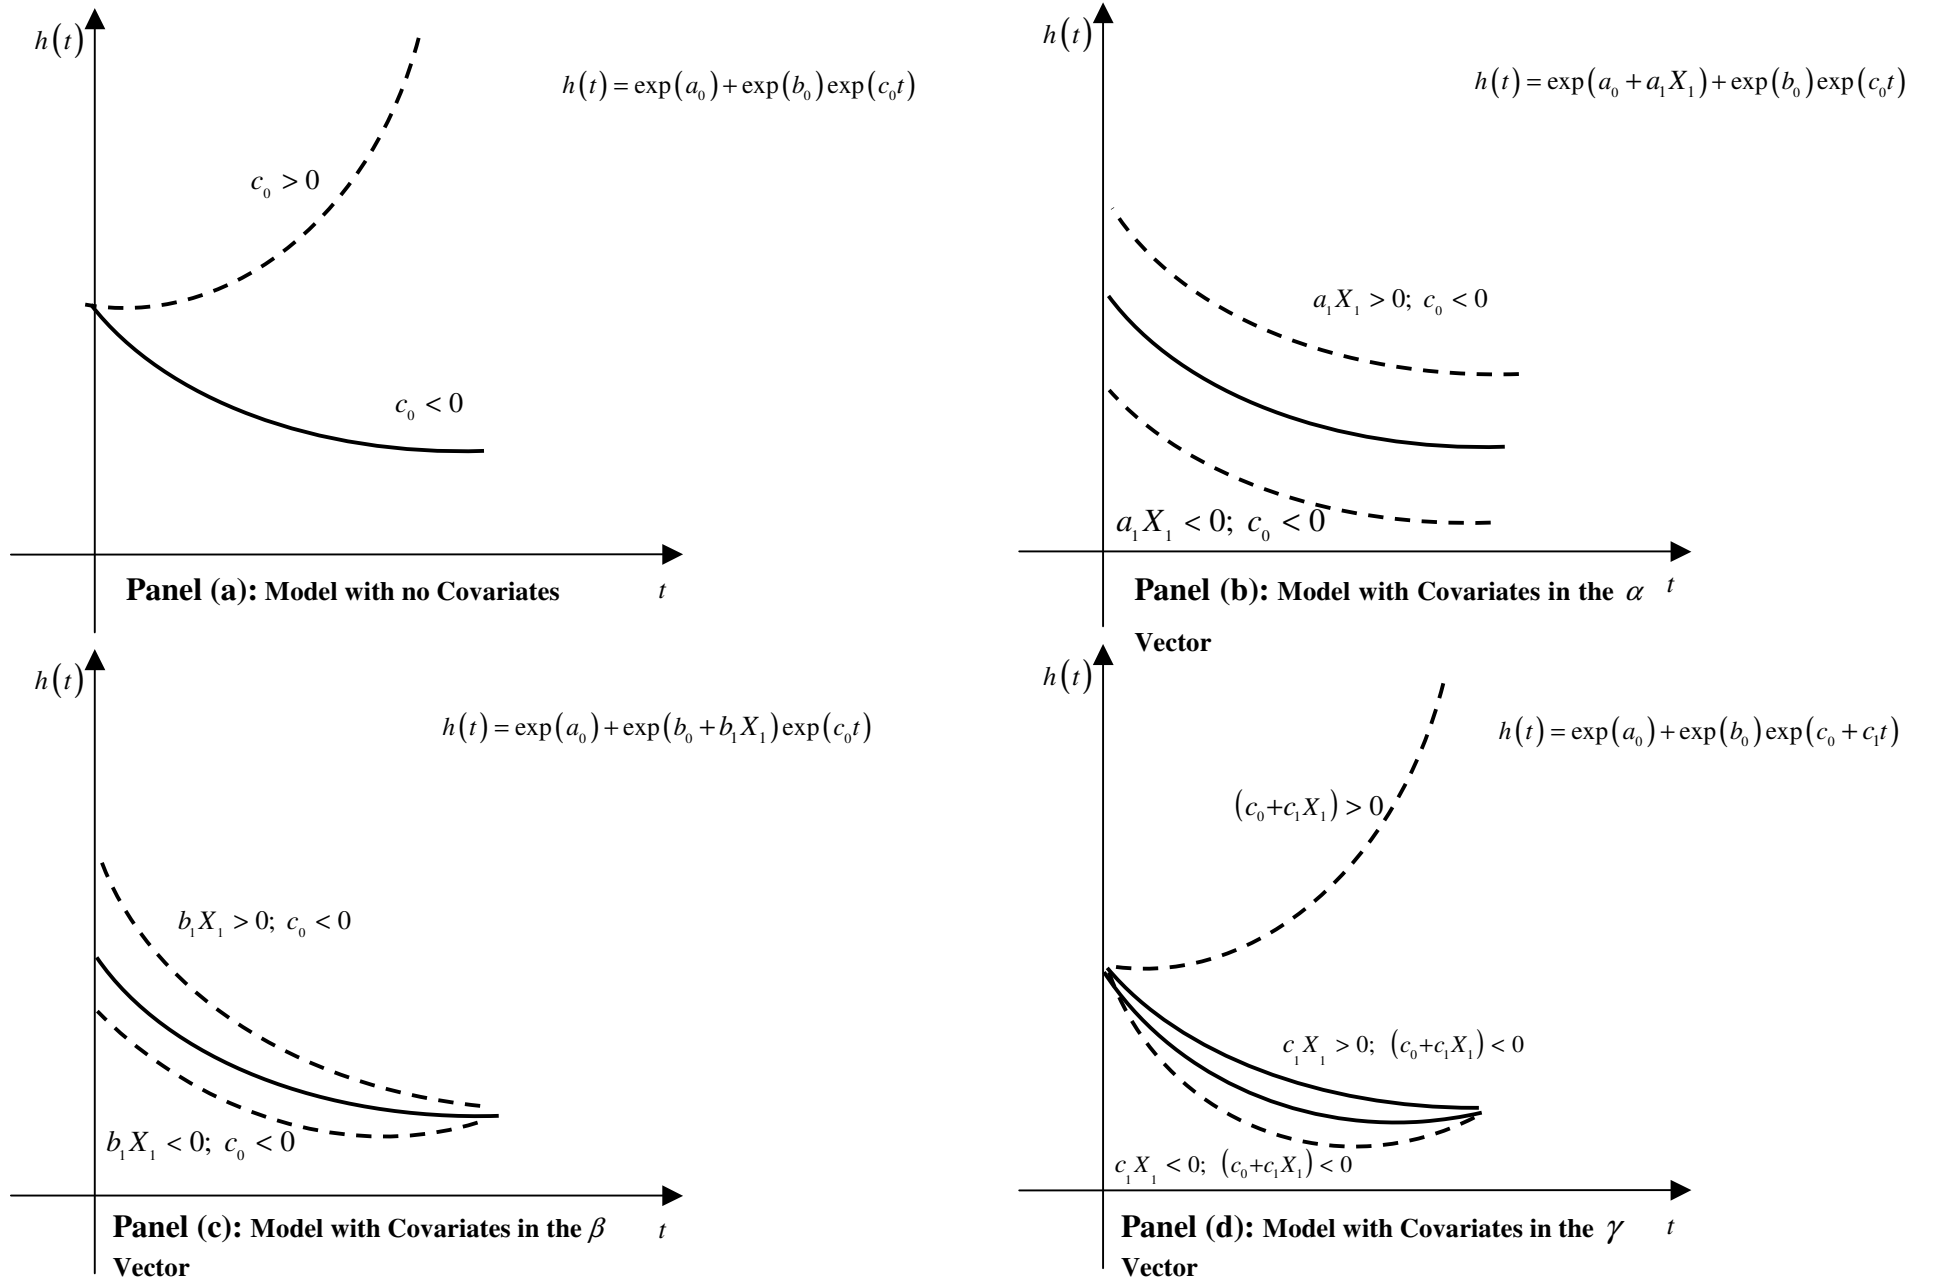 h(t)
h(t) = exp(a₀) + exp(b₀)exp(c₀t)
c₀ > 0
c₀ < 0
Panel (a): Model with no Covariates
t
h(t)
h(t) = exp(a₀ + a₁X₁) + exp(b₀)exp(c₀t)
a₁X₁ > 0; c₀ < 0
a₁X₁ < 0; c₀ < 0
Panel (b): Model with Covariates in the α
t
Vector
h(t)
h(t) = exp(a₀) + exp(b₀ + b₁X₁)exp(c₀t)
b₁X₁ > 0; c₀ < 0
b₁X₁ < 0; c₀ < 0
Panel (c): Model with Covariates in the β
t
Vector
h(t)
h(t) = exp(a₀) + exp(b₀)exp(c₀ + c₁t)
(c₀+c₁X₁) > 0
c₁X₁ > 0; (c₀+c₁X₁) < 0
c₁X₁ < 0; (c₀+c₁X₁) < 0
Panel (d): Model with Covariates in the γ
t
Vector